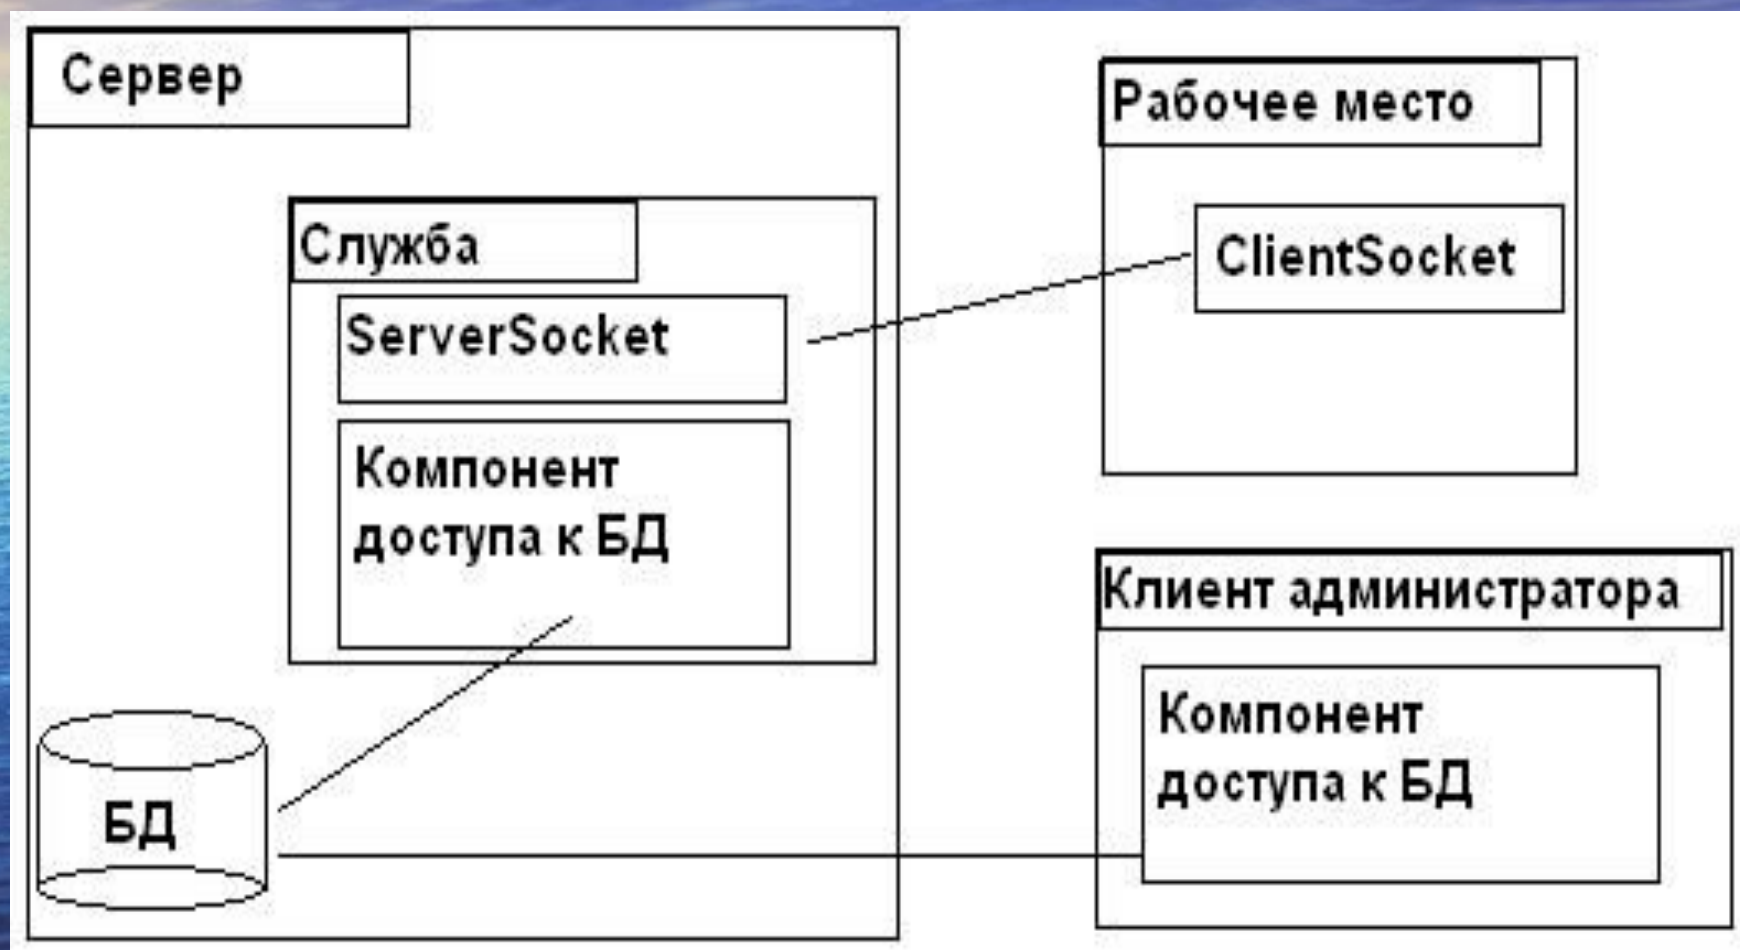 Сервер
Служба
ServerSocket
Компонент
доступа к БД
БД
Рабочее место
ClientSocket
Клиент администратора
Компонент
доступа к БД